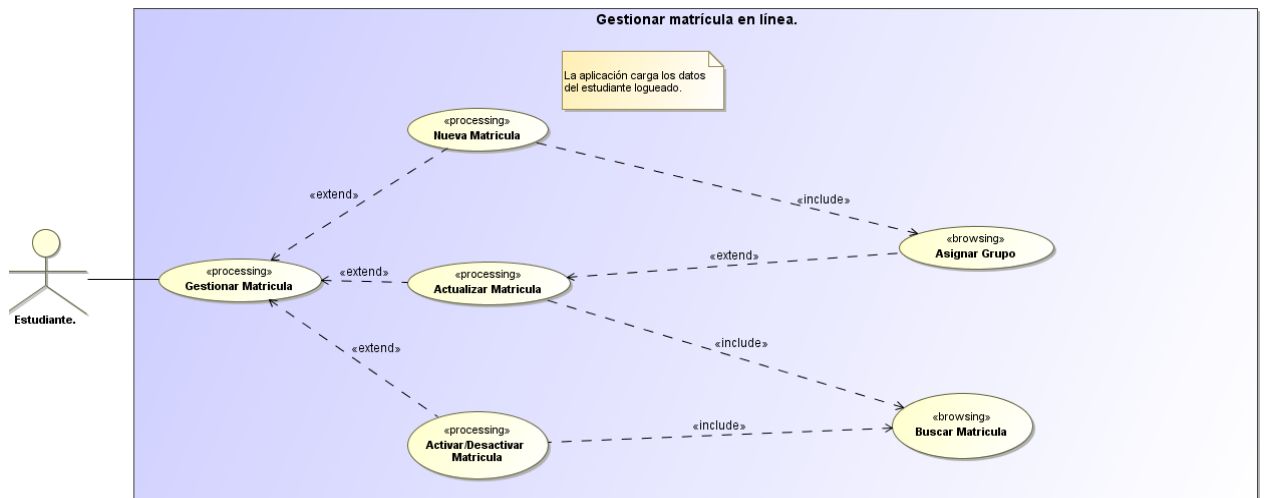 Gestionar matrícula en línea.
La aplicación carga los datos
del estudiante logueado.
«processing»
Nueva Matricula
«extend»
«include»
«browsing»
Asignar Grupo
«extend»
«processing»
Gestionar Matricula
«extend»
«processing»
Actualizar Matricula
Estudiante.
«extend»
«include»
«processing»
Activar/Desactivar
Matricula
«include»
«browsing»
Buscar Matricula